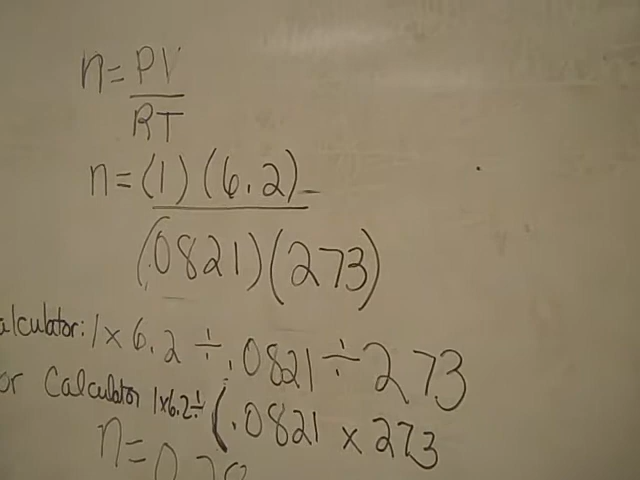 n = PV
RT
n = (1) (6.2)
(.0821) (273)
alculator: 1 × 6.2 ÷ .0821 ÷ 273
or Calculator 1×6.2÷ (.0821 × 273
n =